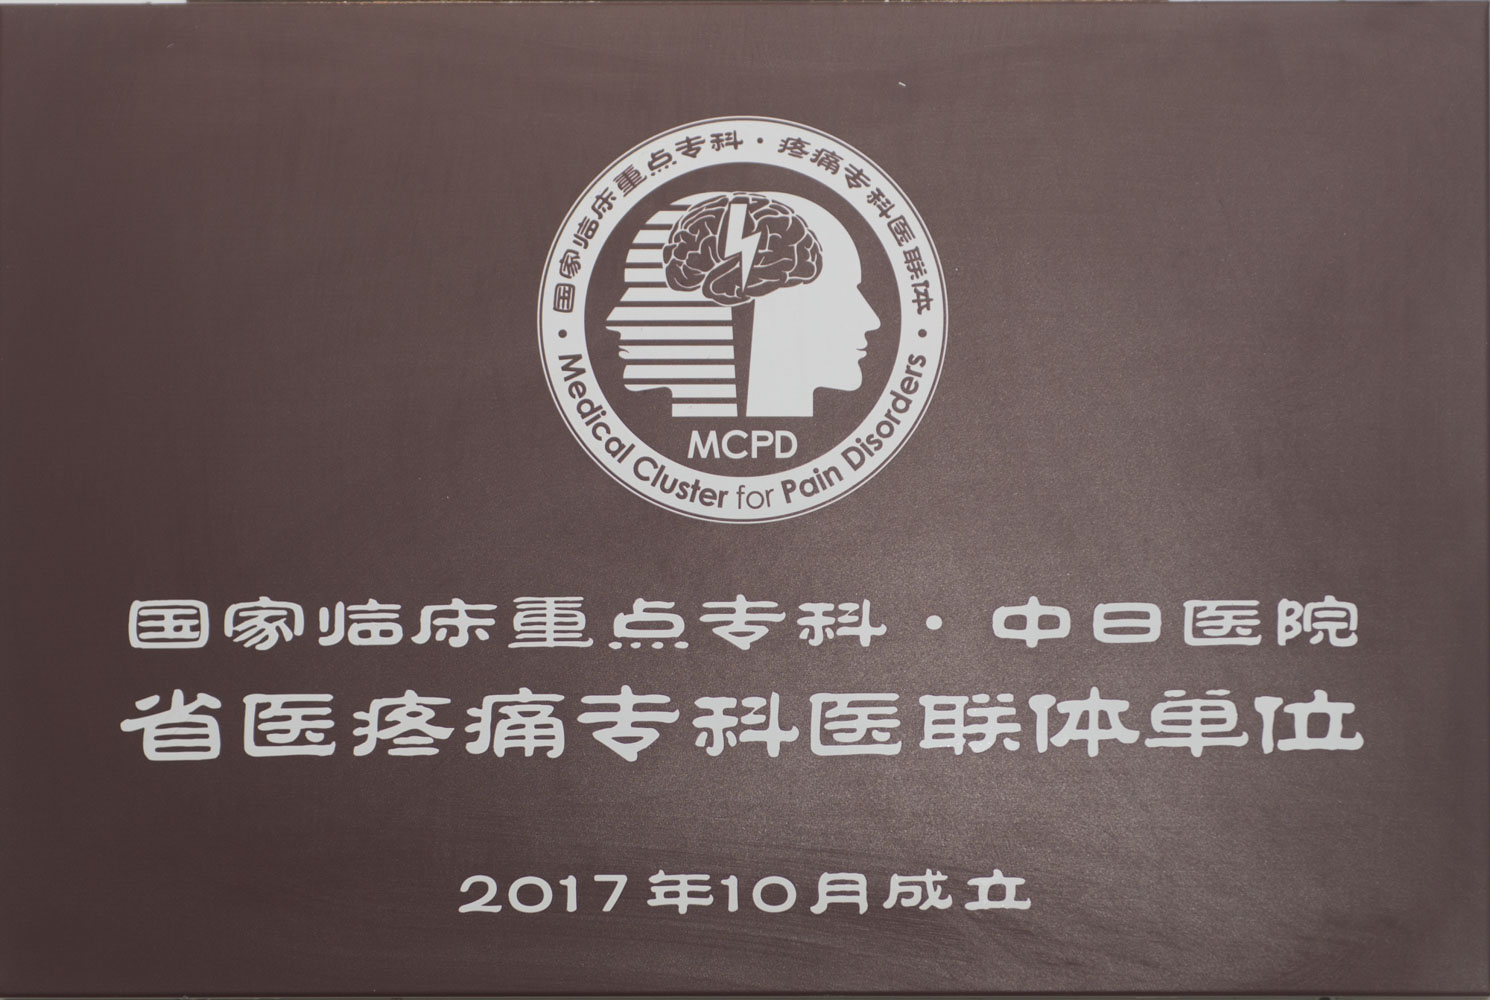 国家临床重点专科·疼痛专科医联体
MCPD
·Medical Cluster for Pain Disorders·
国家临床重点专科·中日医院
省医疼痛专科医联体单位
2017年10月成立